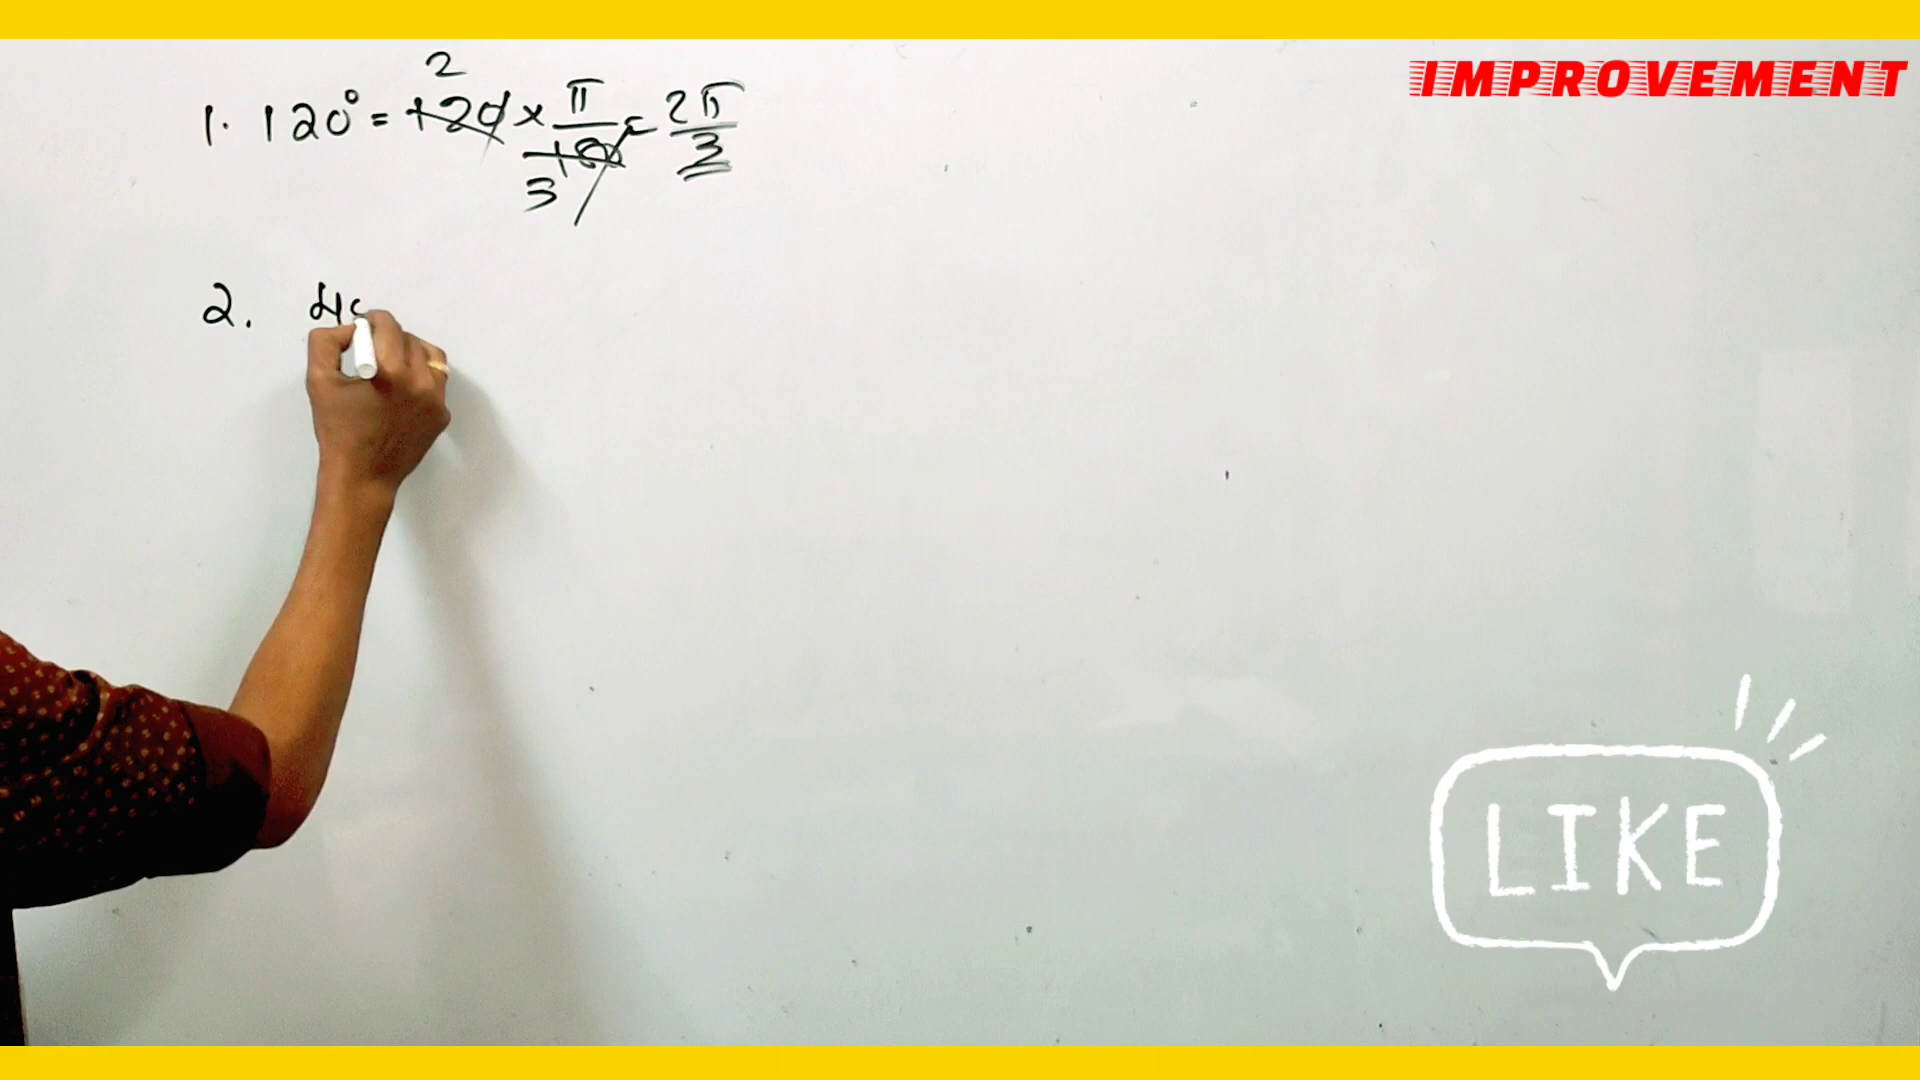 IMPROVEMENT
1. 120° = 120 × π/180 = 2π/3
2
3
2. 4
LIKE